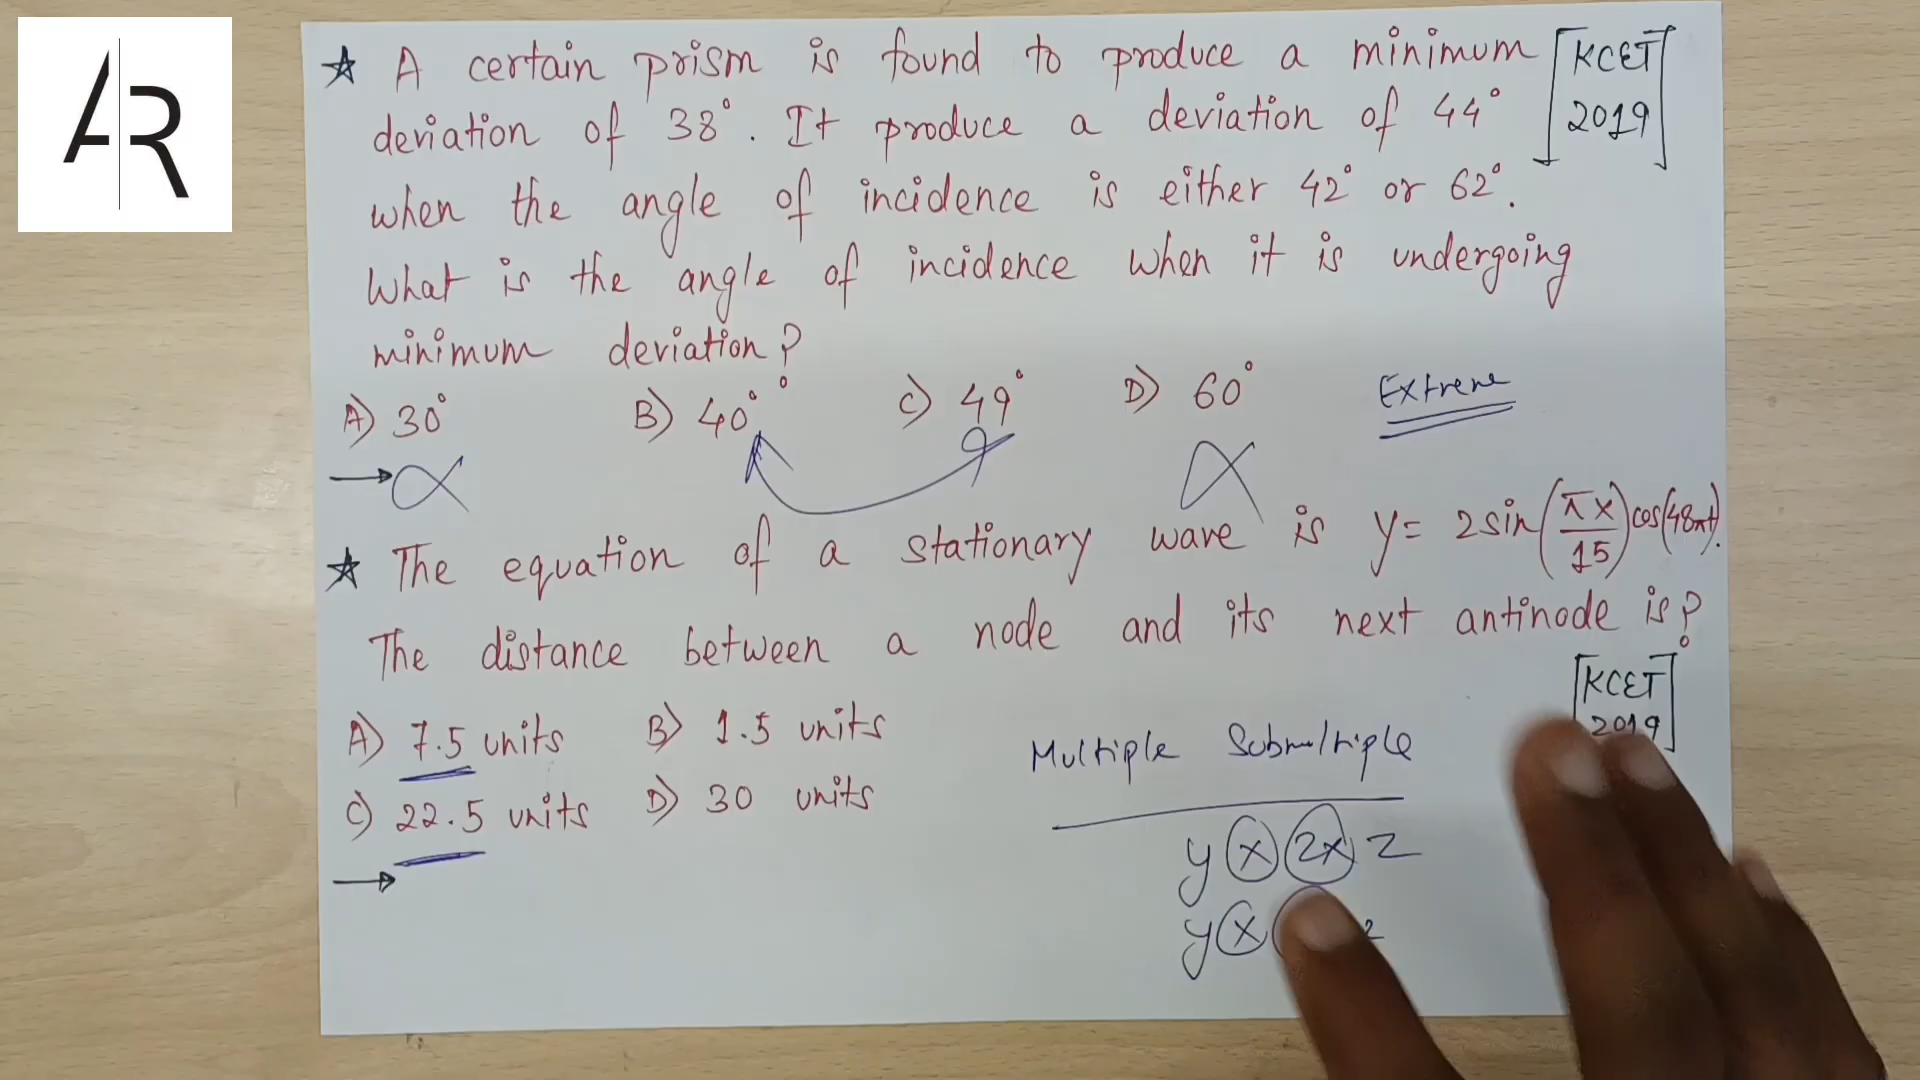 AR
☆ A certain prism is found to produce a minimum
deviation of 38°. It produce a deviation of 44°
when the angle of incidence is either 42° or 62°.
What is the angle of incidence when it is undergoing
minimum deviation?
[KCET
2019]
A) 30° B) 40° C) 49° D) 60°
Extreme
☆ The equation of a stationary wave is y= 2sin(πx/15)cos(48πt).
The distance between a node and its next antinode is?
[KCET
2019]
A) 7.5 units B) 1.5 units
C) 22.5 units D) 30 units
Multiple Submultiple
y x 2x z
y x